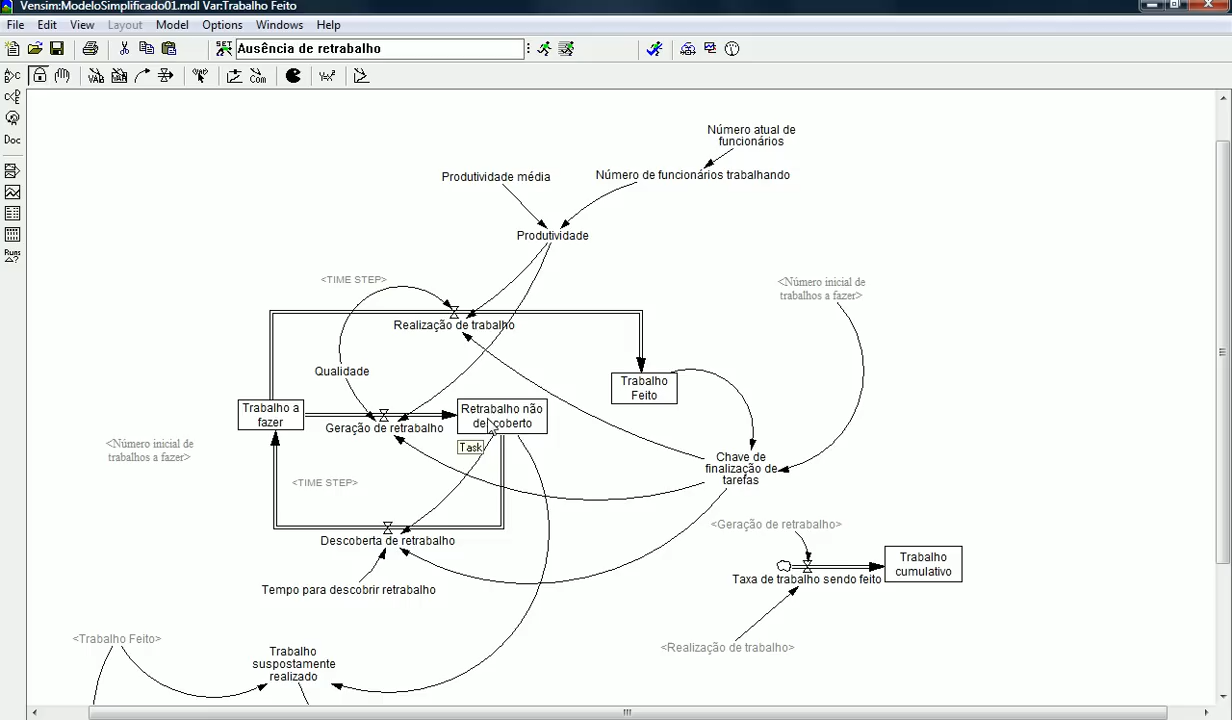 Vensim:ModeloSimplificado01.mdl Var:Trabalho Feito
File Edit View Layout Model Options Windows Help
SET Ausência de retrabalho
VAB Com
Doc
Runs
Número atual de
funcionários
Produtividade média
Número de funcionários trabalhando
Produtividade
<TIME STEP>
<Número inicial de
trabalhos a fazer>
Realização de trabalho
Qualidade
Trabalho
Feito
Trabalho a
fazer
Retrabalho não
descoberto
Geração de retrabalho
Task
<Número inicial de
trabalhos a fazer>
Chave de
finalização de
tarefas
<TIME STEP>
<Geração de retrabalho>
Descoberta de retrabalho
Trabalho
cumulativo
Taxa de trabalho sendo feito
Tempo para descobrir retrabalho
<Trabalho Feito>
<Realização de trabalho>
Trabalho
suspostamente
realizado